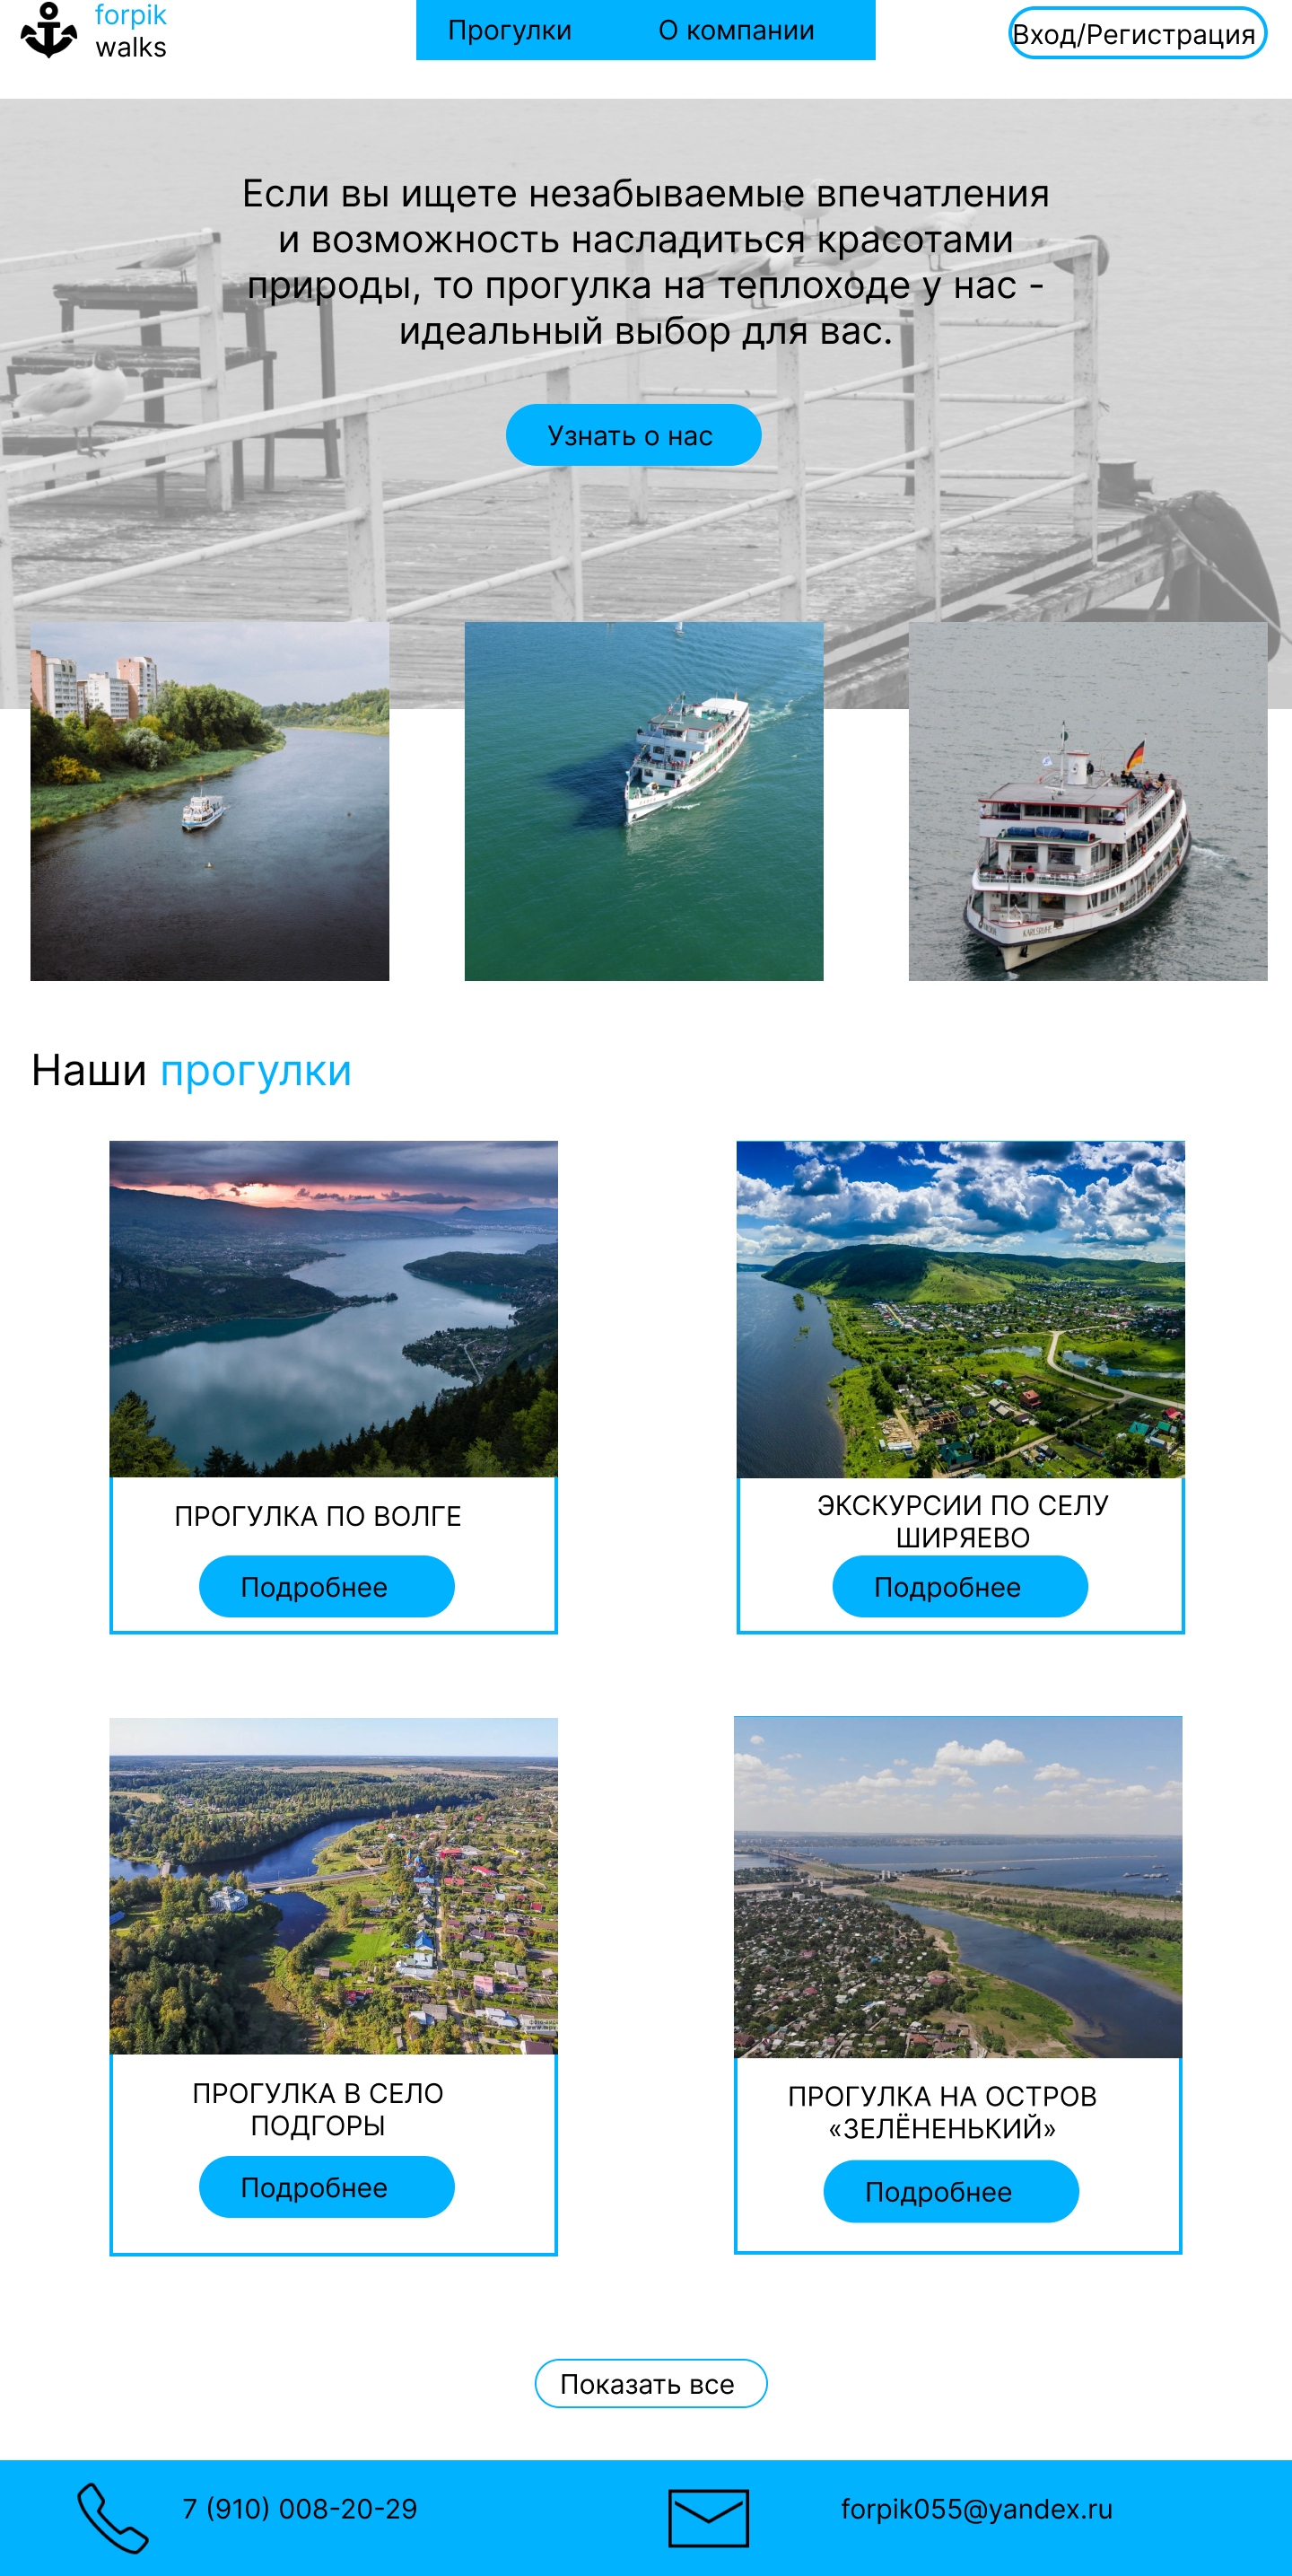 forpik
walks
Прогулки
О компании
Вход/Регистрация
Если вы ищете незабываемые впечатления
и возможность насладиться красотами
природы, то прогулка на теплоходе у нас -
идеальный выбор для вас.
Узнать о нас
KARLSRUHE
Наши прогулки
ПРОГУЛКА ПО ВОЛГЕ
Подробнее
ЭКСКУРСИИ ПО СЕЛУ
ШИРЯЕВО
Подробнее
ПРОГУЛКА В СЕЛО
ПОДГОРЫ
Подробнее
ПРОГУЛКА НА ОСТРОВ
«ЗЕЛЁНЕНЬКИЙ»
Подробнее
Показать все
7 (910) 008-20-29
forpik055@yandex.ru